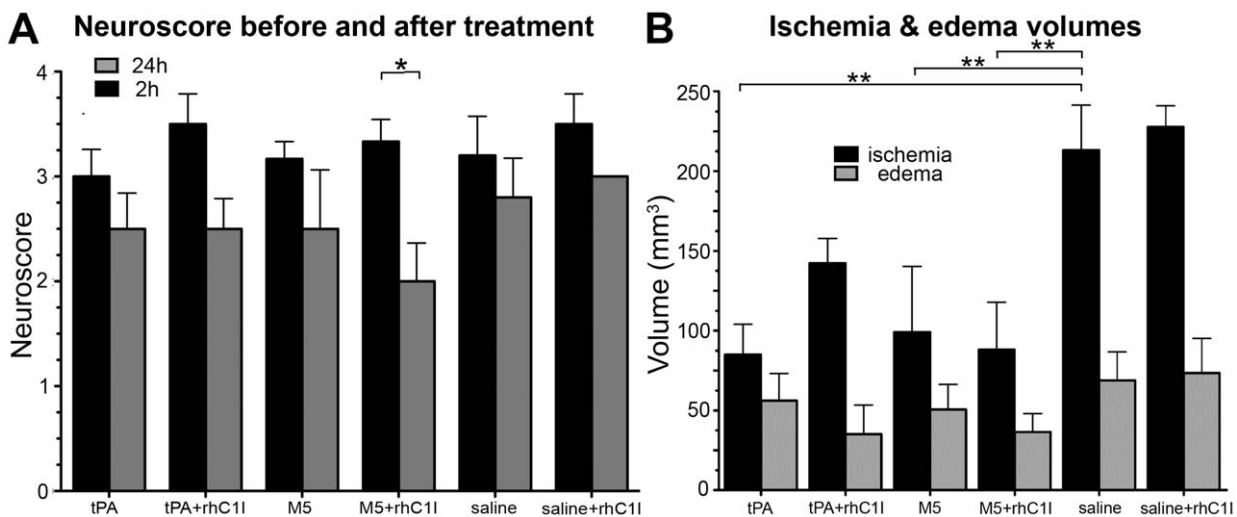 A Neuroscore before and after treatment
24h
2h
*
4
3
2
1
0
Neuroscore
tPA tPA+rhC1I M5 M5+rhC1I saline saline+rhC1I
B Ischemia & edema volumes
**
**
**
ischemia
edema
250
200
150
100
50
0
Volume (mm³)
tPA tPA+rhC1I M5 M5+rhC1I saline saline+rhC1I